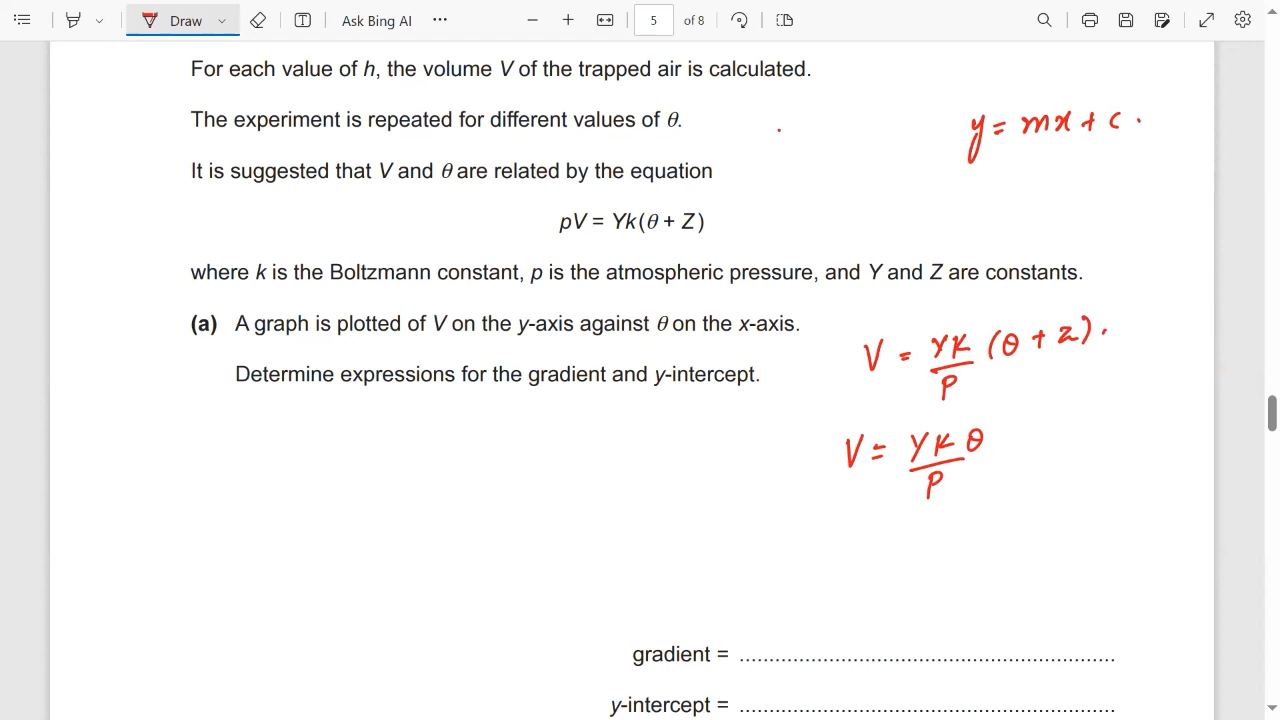 Draw
Ask Bing AI
5 of 8
For each value of h, the volume V of the trapped air is calculated.
The experiment is repeated for different values of θ.
y = mx + c .
It is suggested that V and θ are related by the equation
pV = Yk(θ + Z)
where k is the Boltzmann constant, p is the atmospheric pressure, and Y and Z are constants.
(a) A graph is plotted of V on the y-axis against θ on the x-axis.
V = YK/P (θ + Z) .
Determine expressions for the gradient and y-intercept.
V = YKθ/P
gradient = ...............................................................
y-intercept = ...............................................................